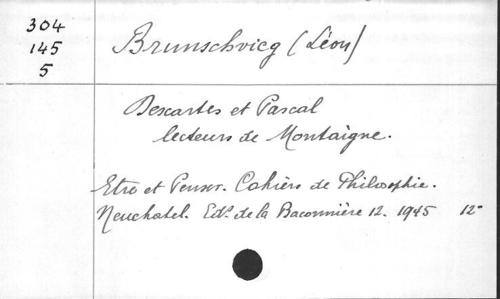 304
145
5
Brunschvicg (Léon)
Descartes et Pascal
lecteurs de Montaigne.
Etre et Penser. Cahiers de Philosophie.
Neuchatel. Edns de la Baconnière 12. 1945 12°